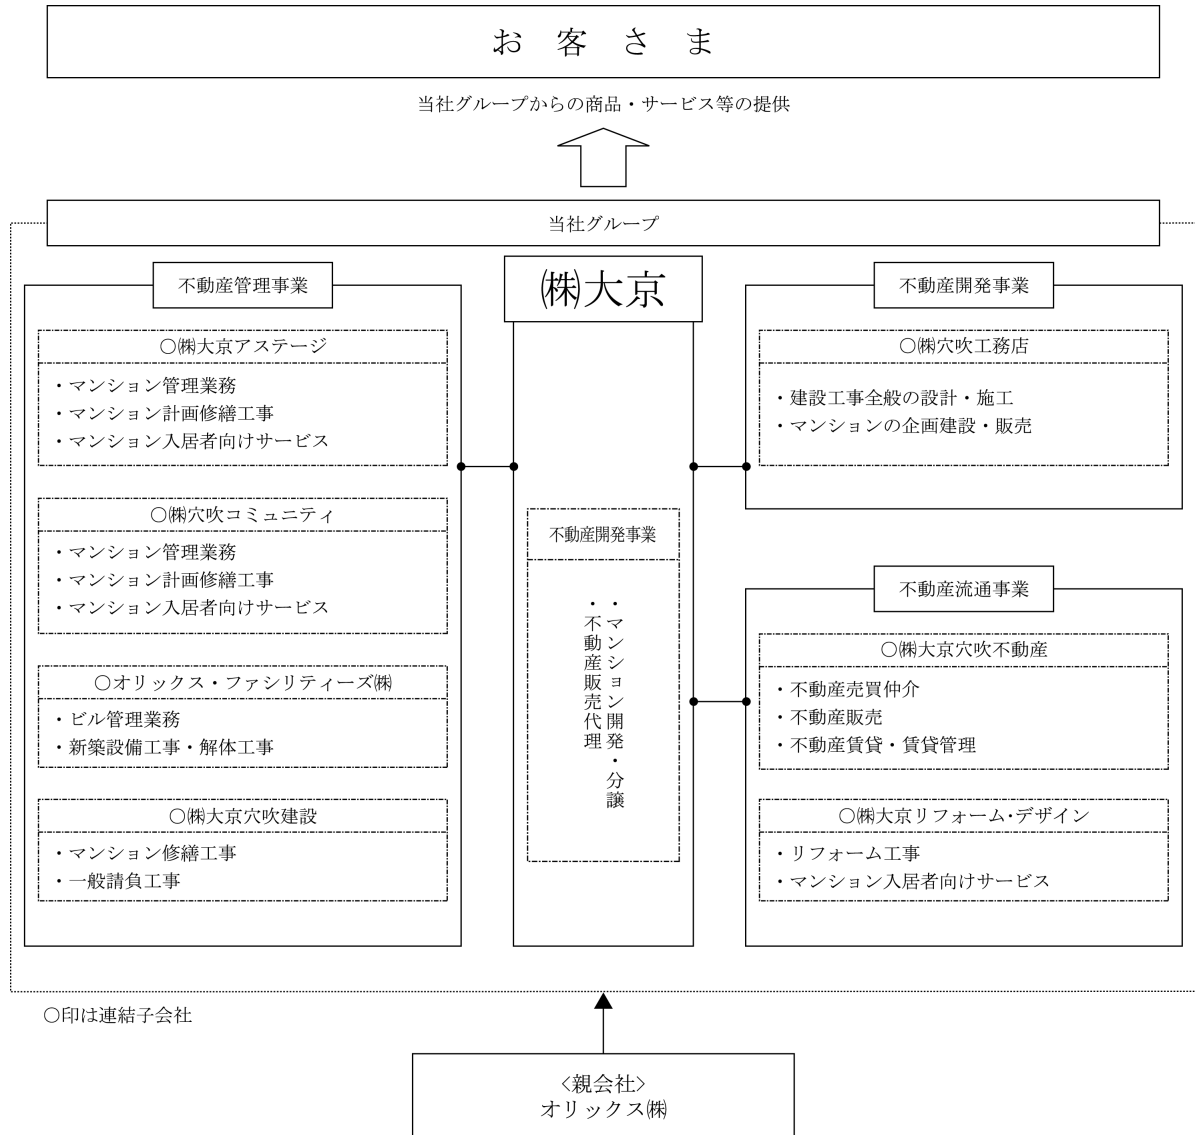 お客さま
当社グループからの商品・サービス等の提供
当社グループ
㈱大京
不動産管理事業
○㈱大京アステージ
・マンション管理業務
・マンション計画修繕工事
・マンション入居者向けサービス
○㈱穴吹コミュニティ
・マンション管理業務
・マンション計画修繕工事
・マンション入居者向けサービス
○オリックス・ファシリティーズ㈱
・ビル管理業務
・新築設備工事・解体工事
○㈱大京穴吹建設
・マンション修繕工事
・一般請負工事
不動産開発事業
・マンション開発・分譲
・不動産販売代理
不動産開発事業
○㈱穴吹工務店
・建設工事全般の設計・施工
・マンションの企画建設・販売
不動産流通事業
○㈱大京穴吹不動産
・不動産売買仲介
・不動産販売
・不動産賃貸・賃貸管理
○㈱大京リフォーム・デザイン
・リフォーム工事
・マンション入居者向けサービス
○印は連結子会社
〈親会社〉
オリックス㈱